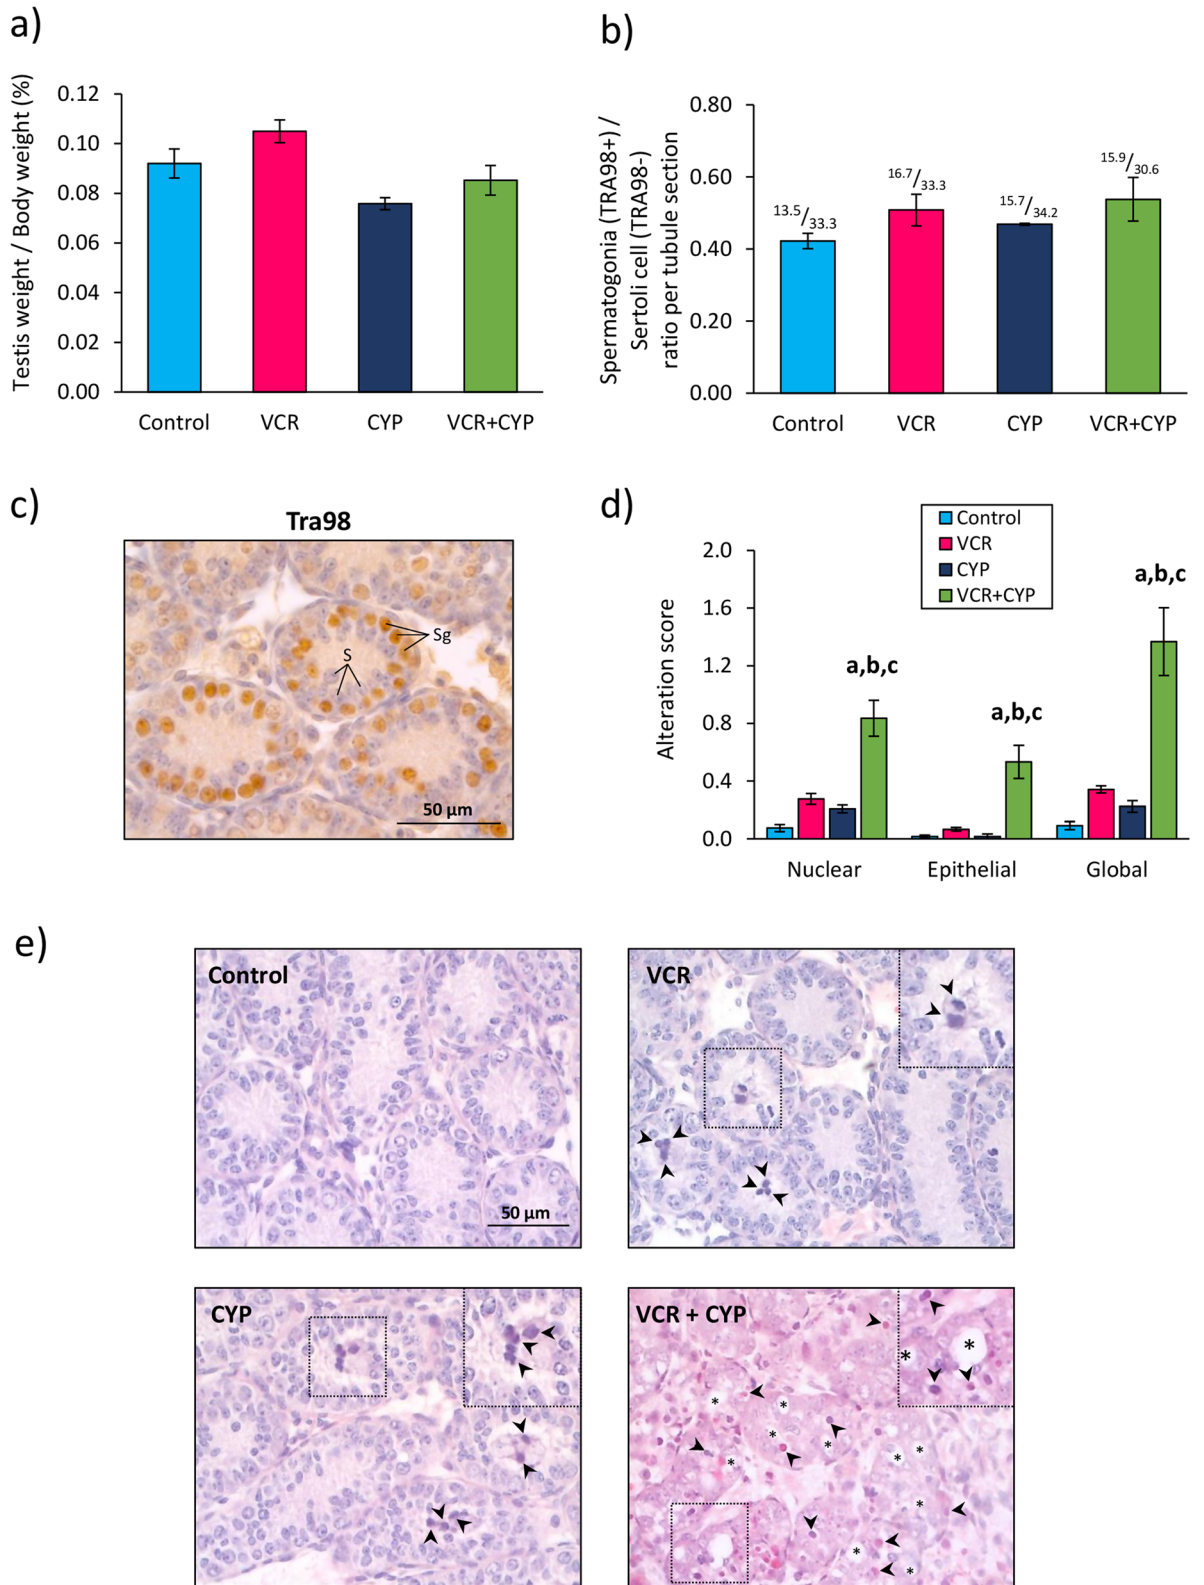 a)
Testis weight / Body weight (%)
0.12
0.10
0.08
0.06
0.04
0.02
0.00
Control VCR CYP VCR+CYP
b)
Spermatogonia (TRA98+) /
Sertoli cell (TRA98-)
ratio per tubule section
0.80
0.60
0.40
0.20
0.00
13.5/33.3
16.7/33.3
15.7/34.2
15.9/30.6
Control VCR CYP VCR+CYP
c)
Tra98
Sg
S
50 µm
d)
Control
VCR
CYP
VCR+CYP
Alteration score
2.0
1.6
1.2
0.8
0.4
0.0
a,b,c
a,b,c
a,b,c
Nuclear Epithelial Global
e)
Control
50 µm
VCR
CYP
VCR + CYP